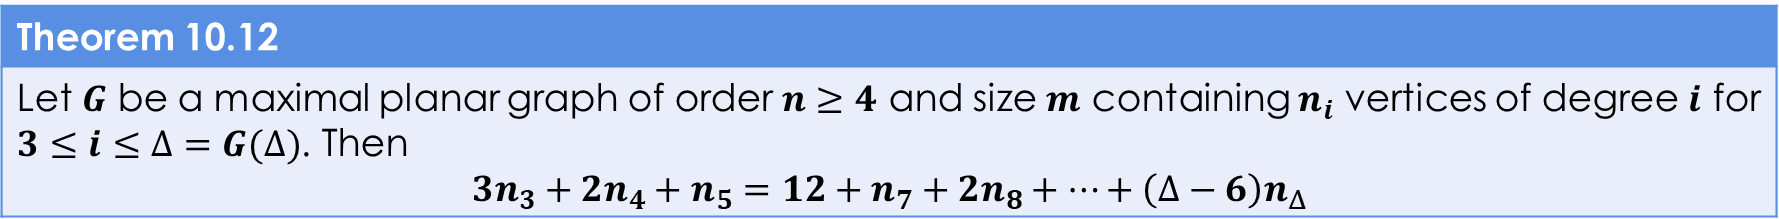 Theorem 10.12
Let G be a maximal planar graph of order n ≥ 4 and size m containing nᵢ vertices of degree i for
3 ≤ i ≤ Δ = G(Δ). Then
3n₃ + 2n₄ + n₅ = 12 + n₇ + 2n₈ + ⋯ + (Δ − 6)n_Δ